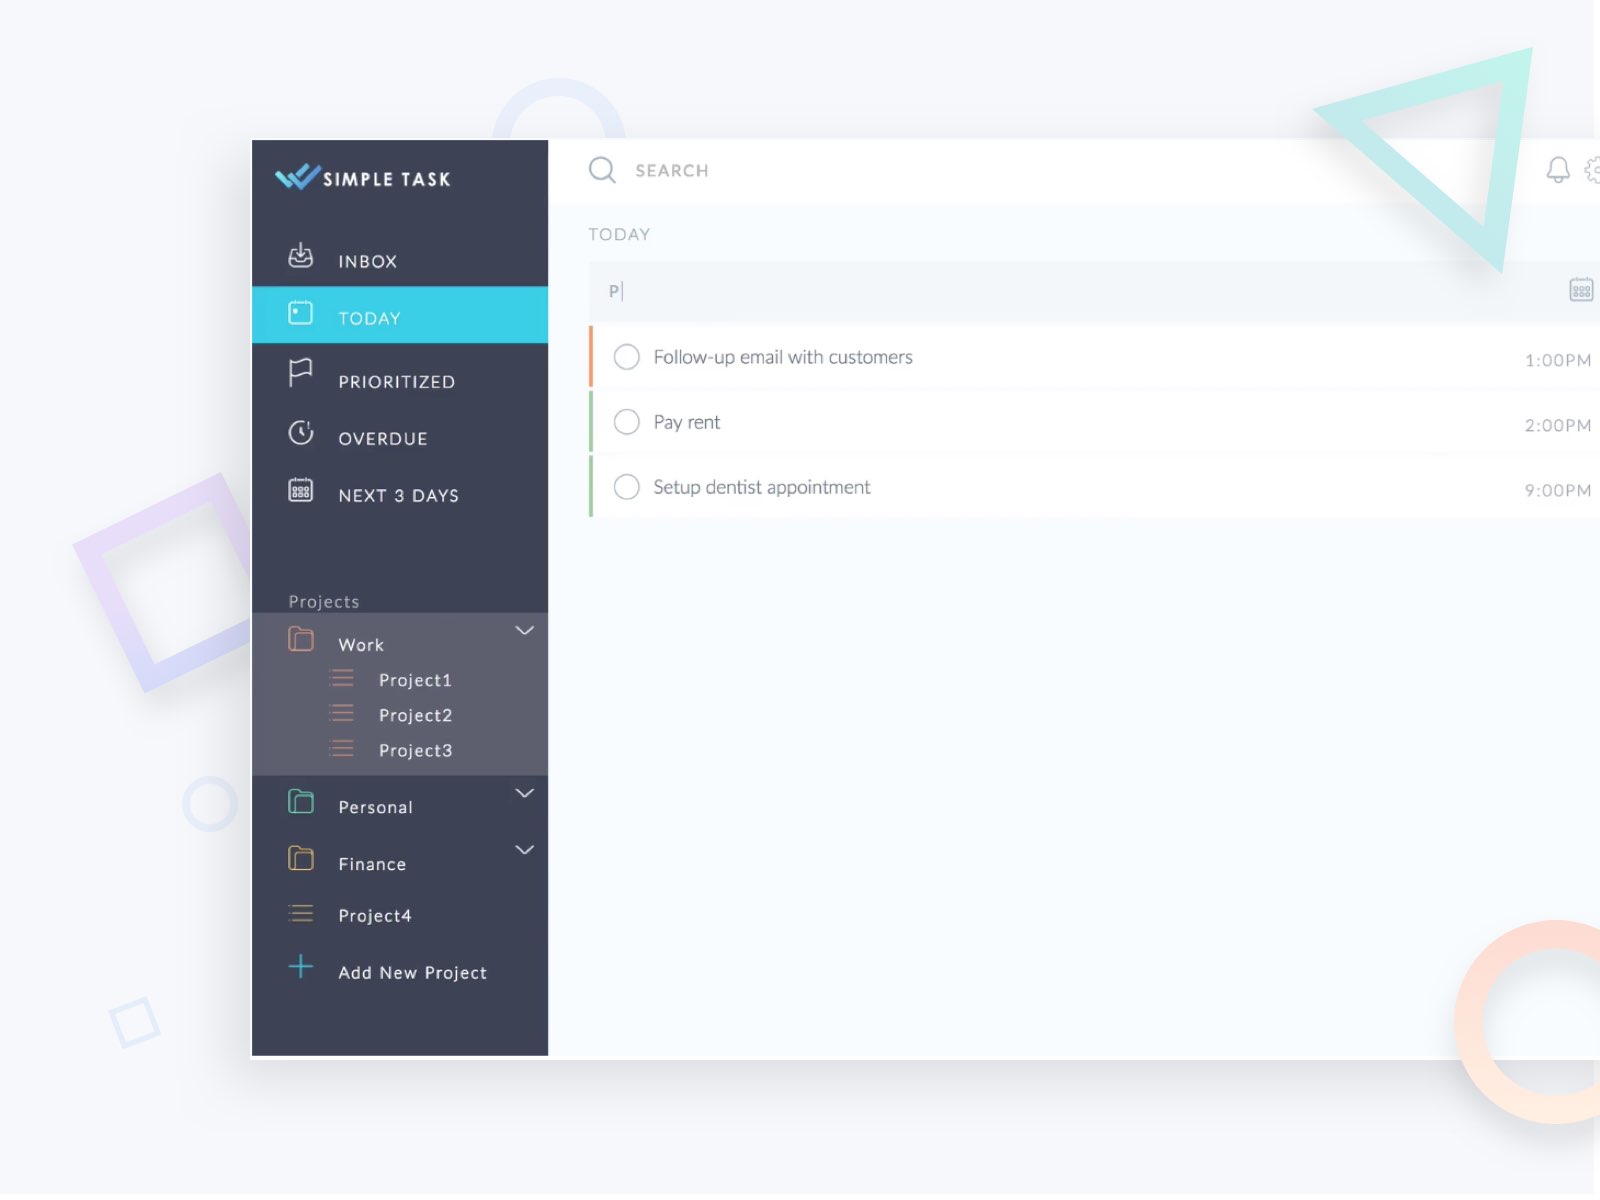 SIMPLE TASK
INBOX
TODAY
PRIORITIZED
OVERDUE
NEXT 3 DAYS
Projects
Work
Project1
Project2
Project3
Personal
Finance
Project4
Add New Project
SEARCH
TODAY
P
Follow-up email with customers 1:00PM
Pay rent 2:00PM
Setup dentist appointment 9:00PM